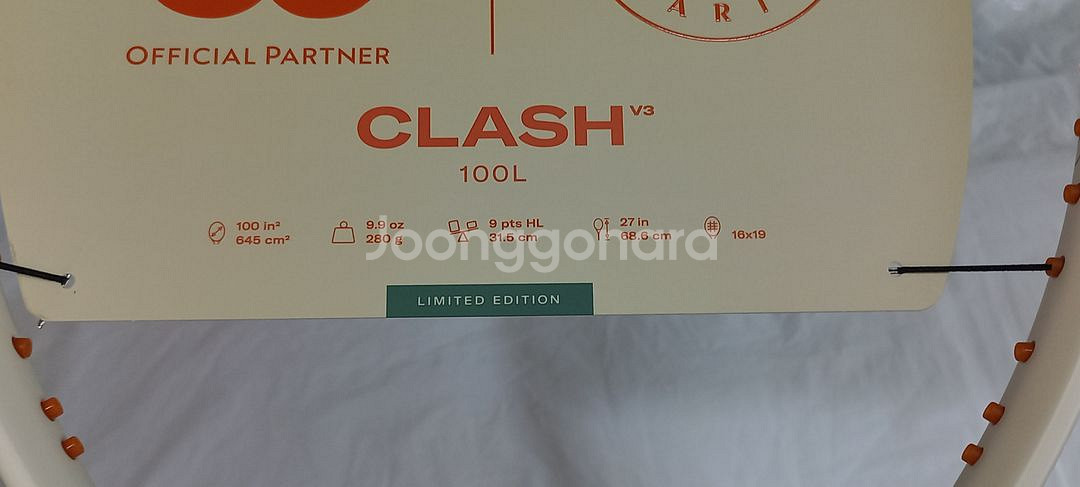 OFFICIAL PARTNER
CLASH V3
100L
100 in²
645 cm²
9.9 oz
280 g
9 pts HL
31.5 cm
27 in
68.6 cm
16x19
Joonggonara
LIMITED EDITION